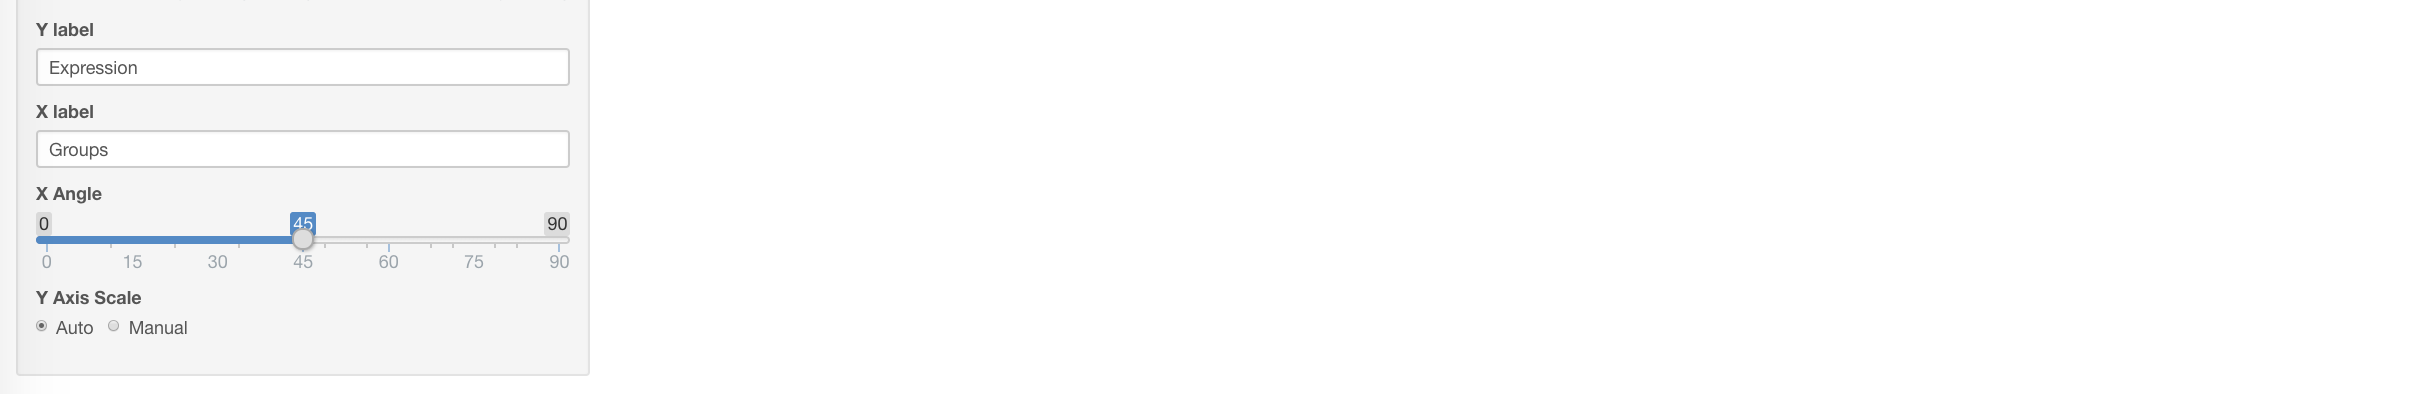 Y label
Expression
X label
Groups
X Angle
0 45 90
0 15 30 45 60 75 90
Y Axis Scale
Auto Manual